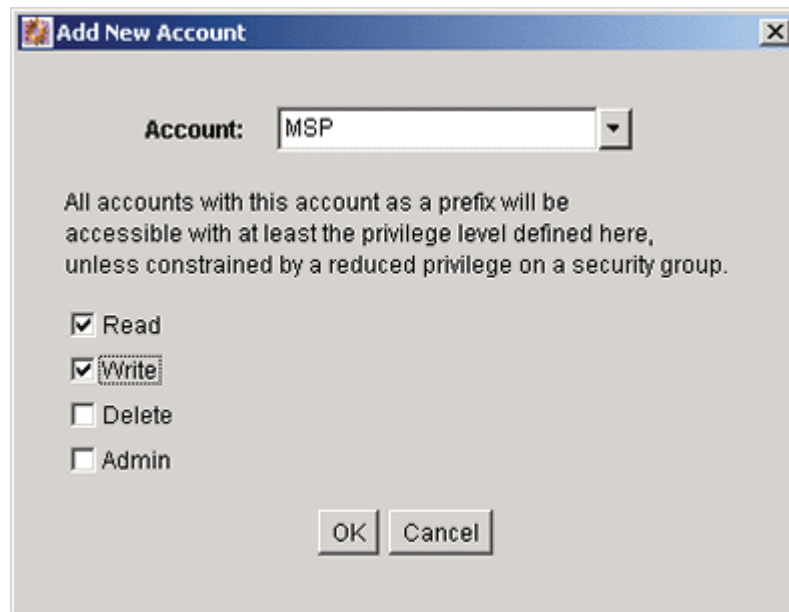 Add New Account
Account: MSP
All accounts with this account as a prefix will be
accessible with at least the privilege level defined here,
unless constrained by a reduced privilege on a security group.
Read
Write
Delete
Admin
OK Cancel